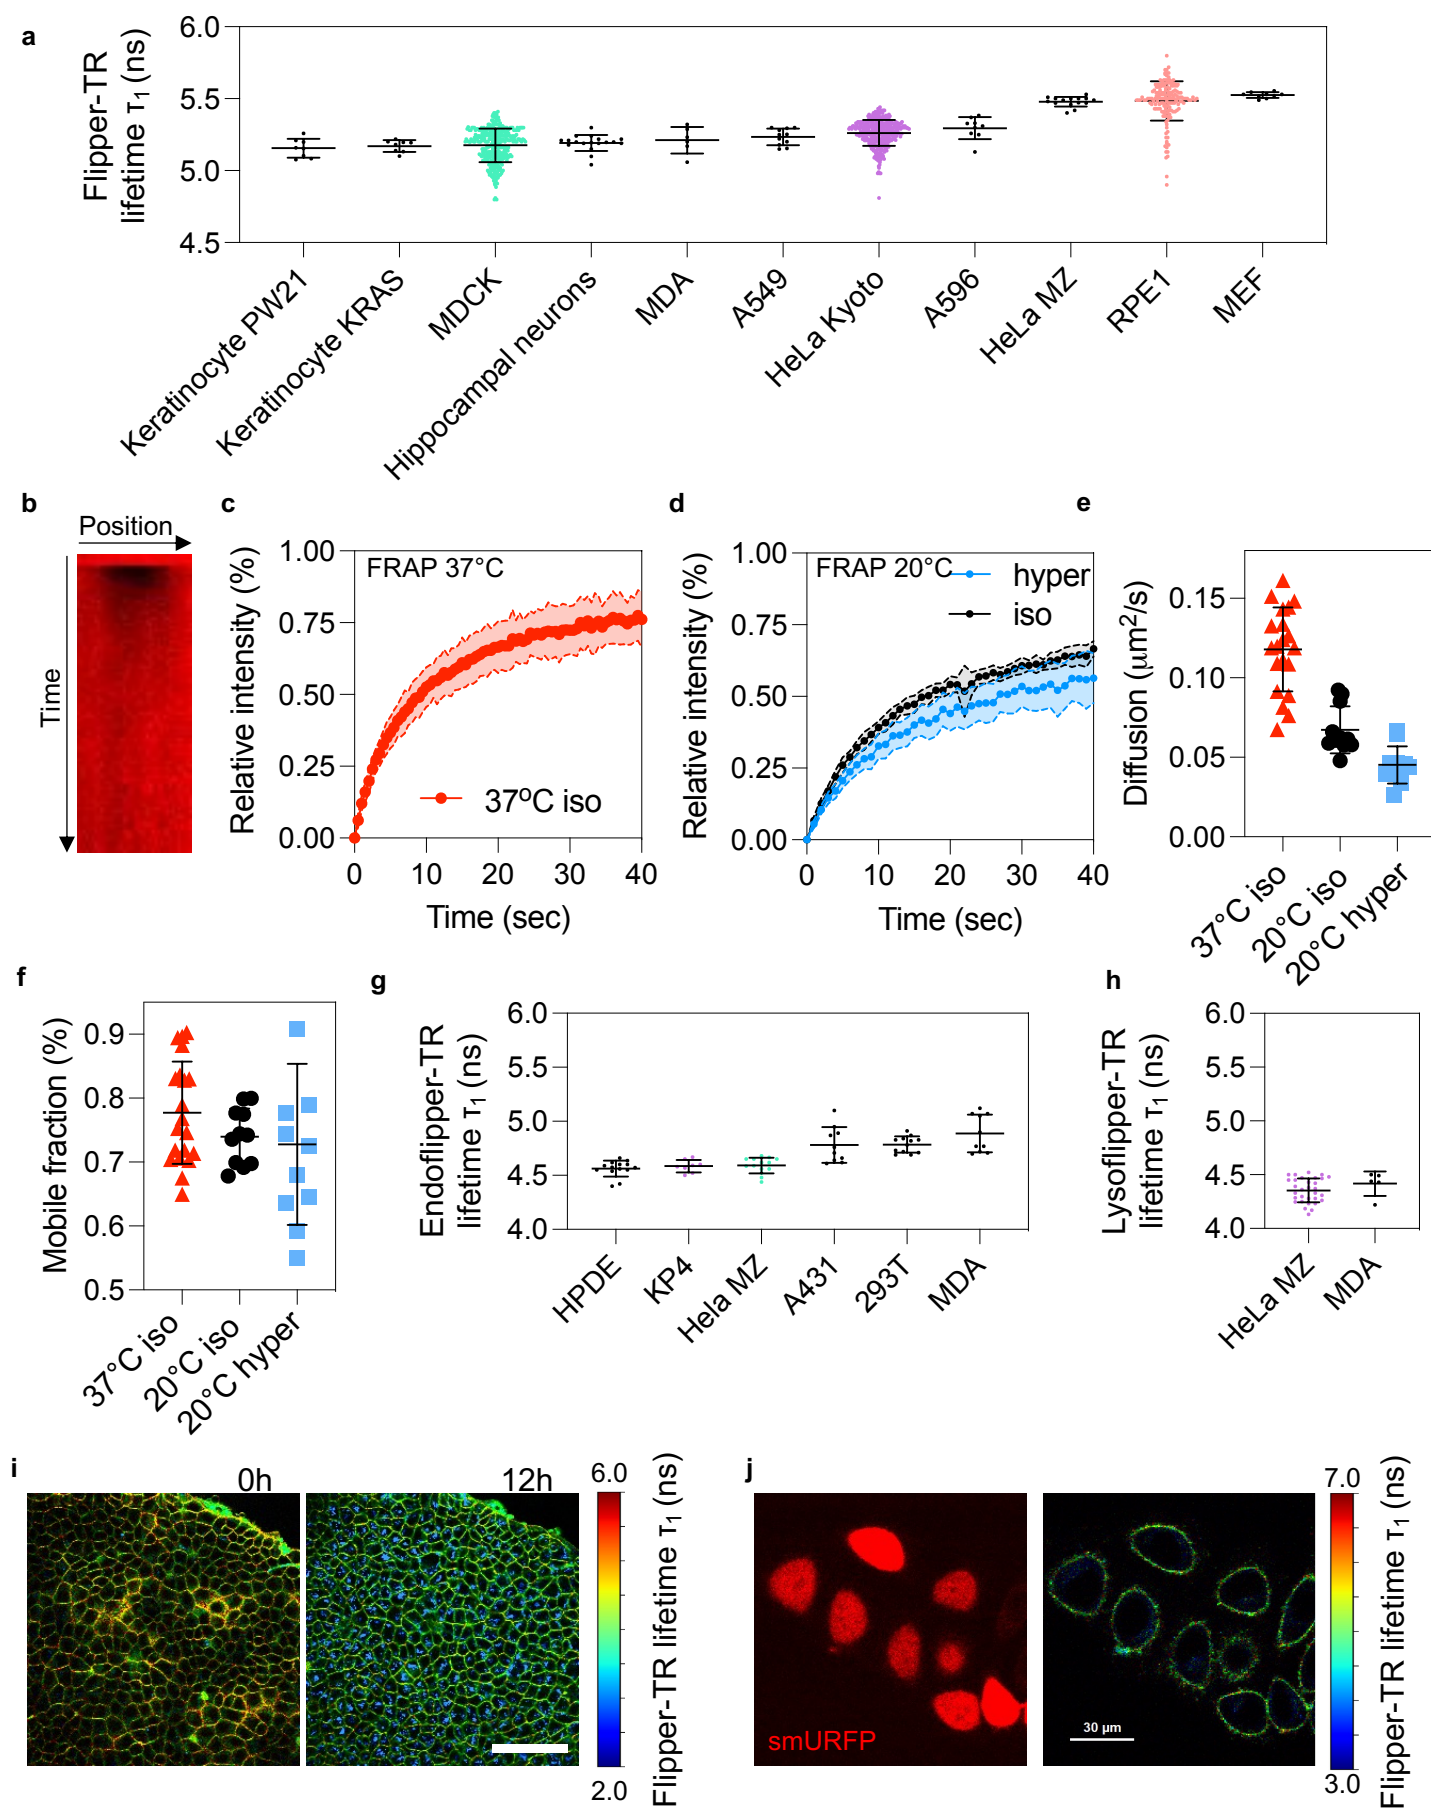 a
Flipper-TR
lifetime τ1 (ns)
6.0
5.5
5.0
4.5
Keratinocyte PW21
Keratinocyte KRAS
MDCK
Hippocampal neurons
MDA
A549
HeLa Kyoto
A596
HeLa MZ
RPE1
MEF
b
Position
Time
c
Relative intensity (%)
1.00
0.75
0.50
0.25
0.00
FRAP 37°C
37ºC iso
0 10 20 30 40
Time (sec)
d
Relative intensity (%)
1.00
0.75
0.50
0.25
0.00
FRAP 20°C
hyper
iso
0 10 20 30 40
Time (sec)
e
Diffusion (μm²/s)
0.15
0.10
0.05
0.00
37°C iso
20°C iso
20°C hyper
f
Mobile fraction (%)
0.9
0.8
0.7
0.6
0.5
37°C iso
20°C iso
20°C hyper
g
Endoflipper-TR
lifetime τ1 (ns)
6.0
5.5
5.0
4.5
4.0
HPDE
KP4
Hela MZ
A431
293T
MDA
h
Lysoflipper-TR
lifetime τ1 (ns)
6.0
5.5
5.0
4.5
4.0
HeLa MZ
MDA
i
0h
12h
6.0
2.0
Flipper-TR lifetime τ1 (ns)
j
smURFP
30 µm
7.0
3.0
Flipper-TR lifetime τ1 (ns)